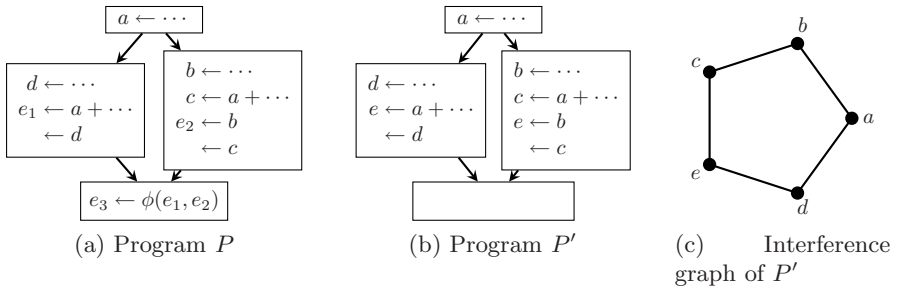 a ← ···
d ← ···
e₁ ← a + ···
← d
b ← ···
c ← a + ···
e₂ ← b
← c
e₃ ← ϕ(e₁, e₂)
(a) Program P
a ← ···
d ← ···
e ← a + ···
← d
b ← ···
c ← a + ···
e ← b
← c
(b) Program P′
b
c
a
e
d
(c) Interference
graph of P′